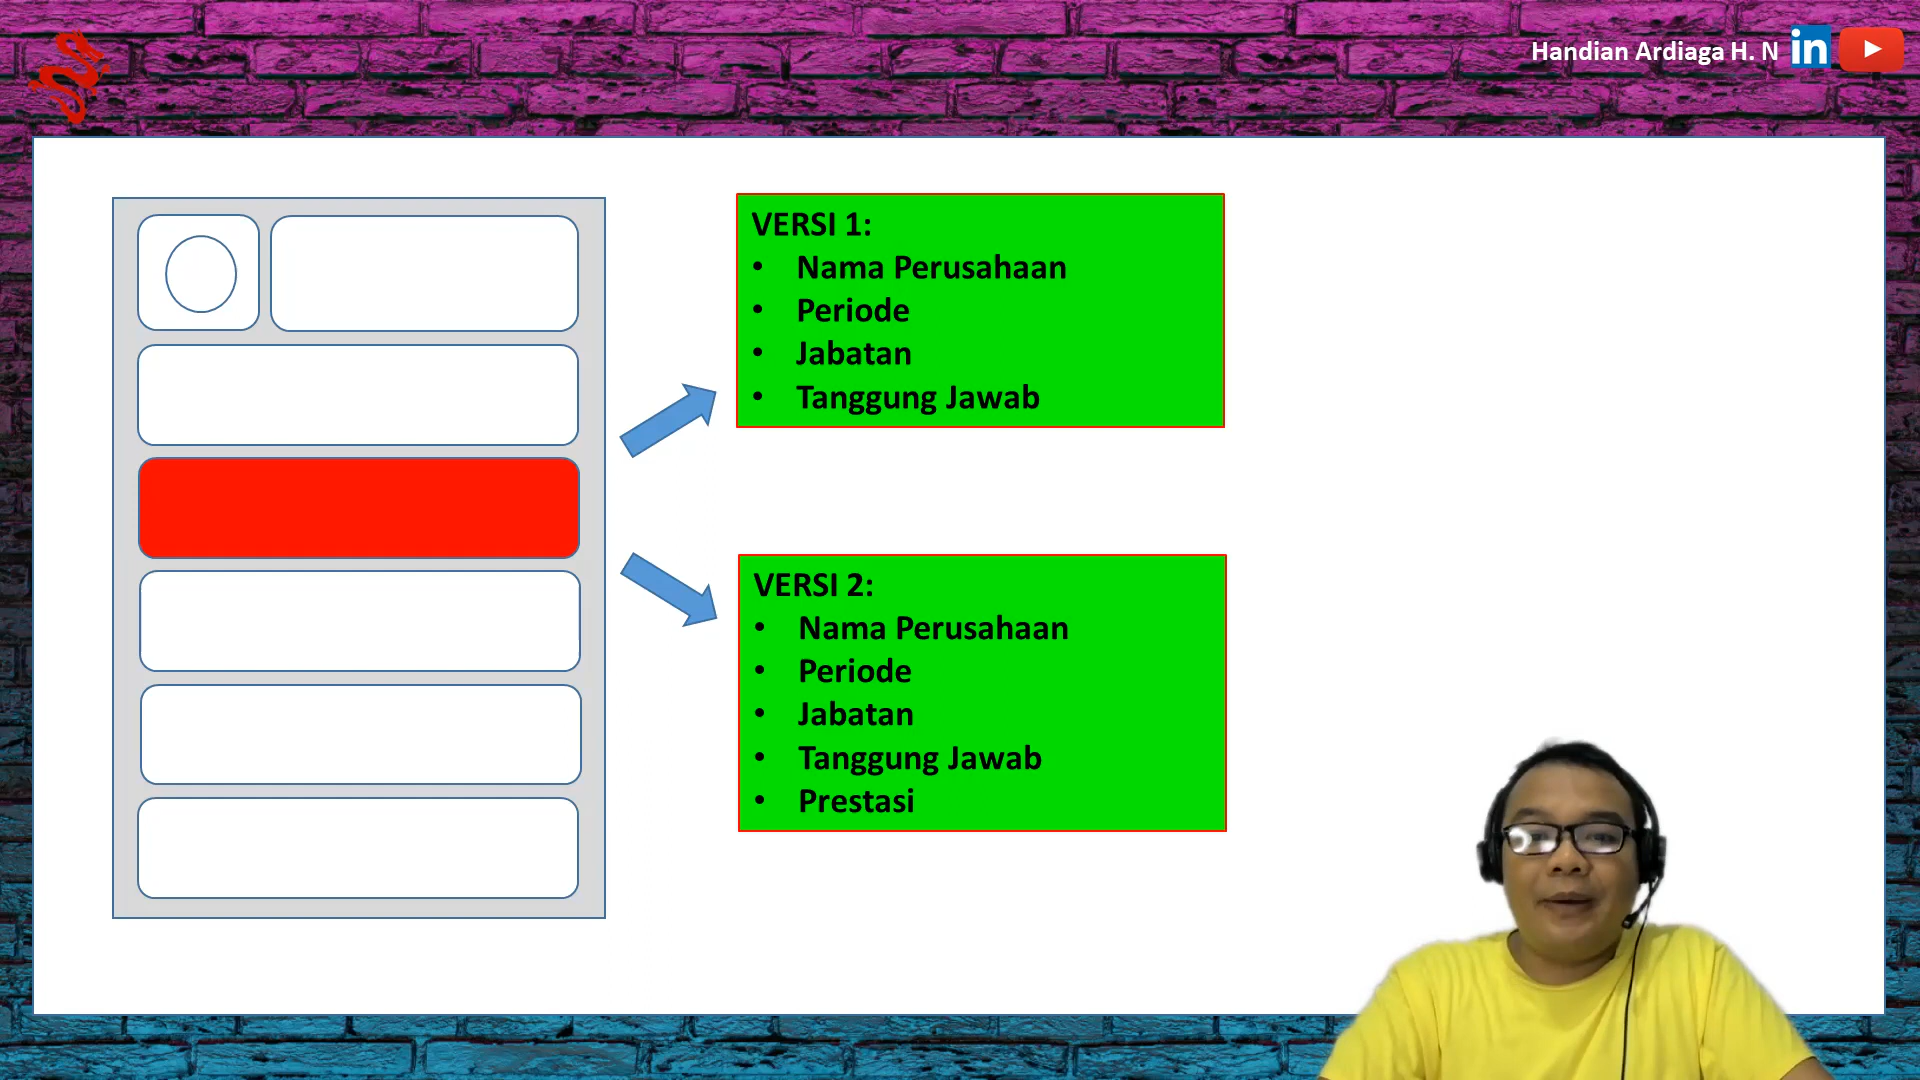 Handian Ardiaga H. N in
VERSI 1:
• Nama Perusahaan
• Periode
• Jabatan
• Tanggung Jawab
VERSI 2:
• Nama Perusahaan
• Periode
• Jabatan
• Tanggung Jawab
• Prestasi